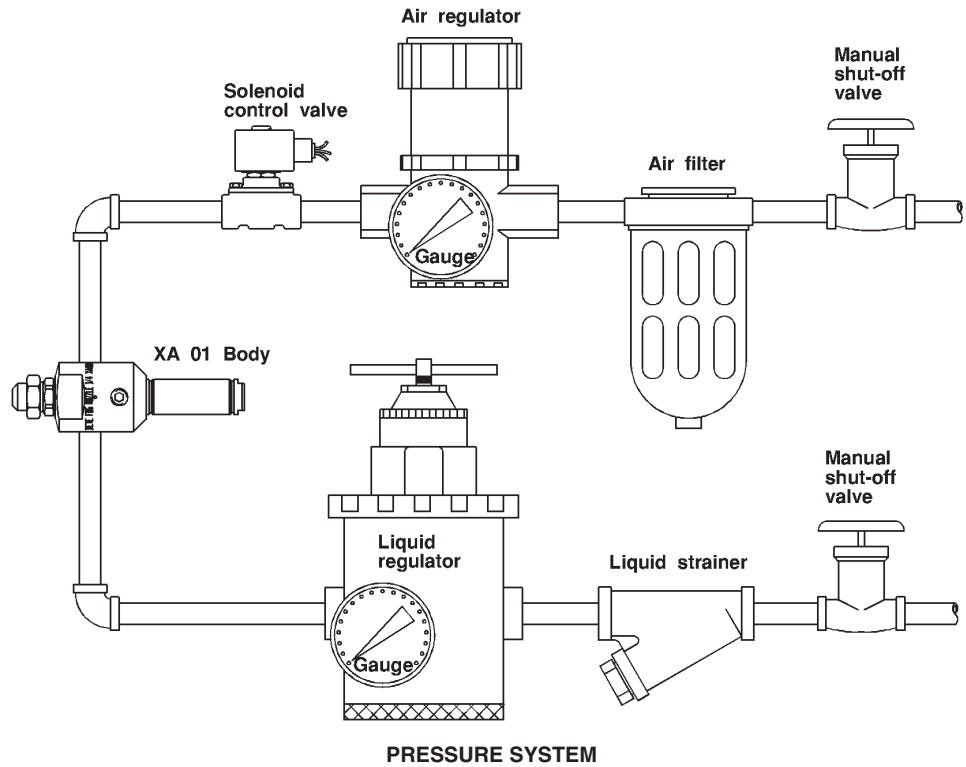 Air regulator
Manual
shut-off
valve
Solenoid
control valve
Air filter
Gauge
XA 01 Body
Manual
shut-off
valve
Liquid
regulator
Liquid strainer
Gauge
PRESSURE SYSTEM